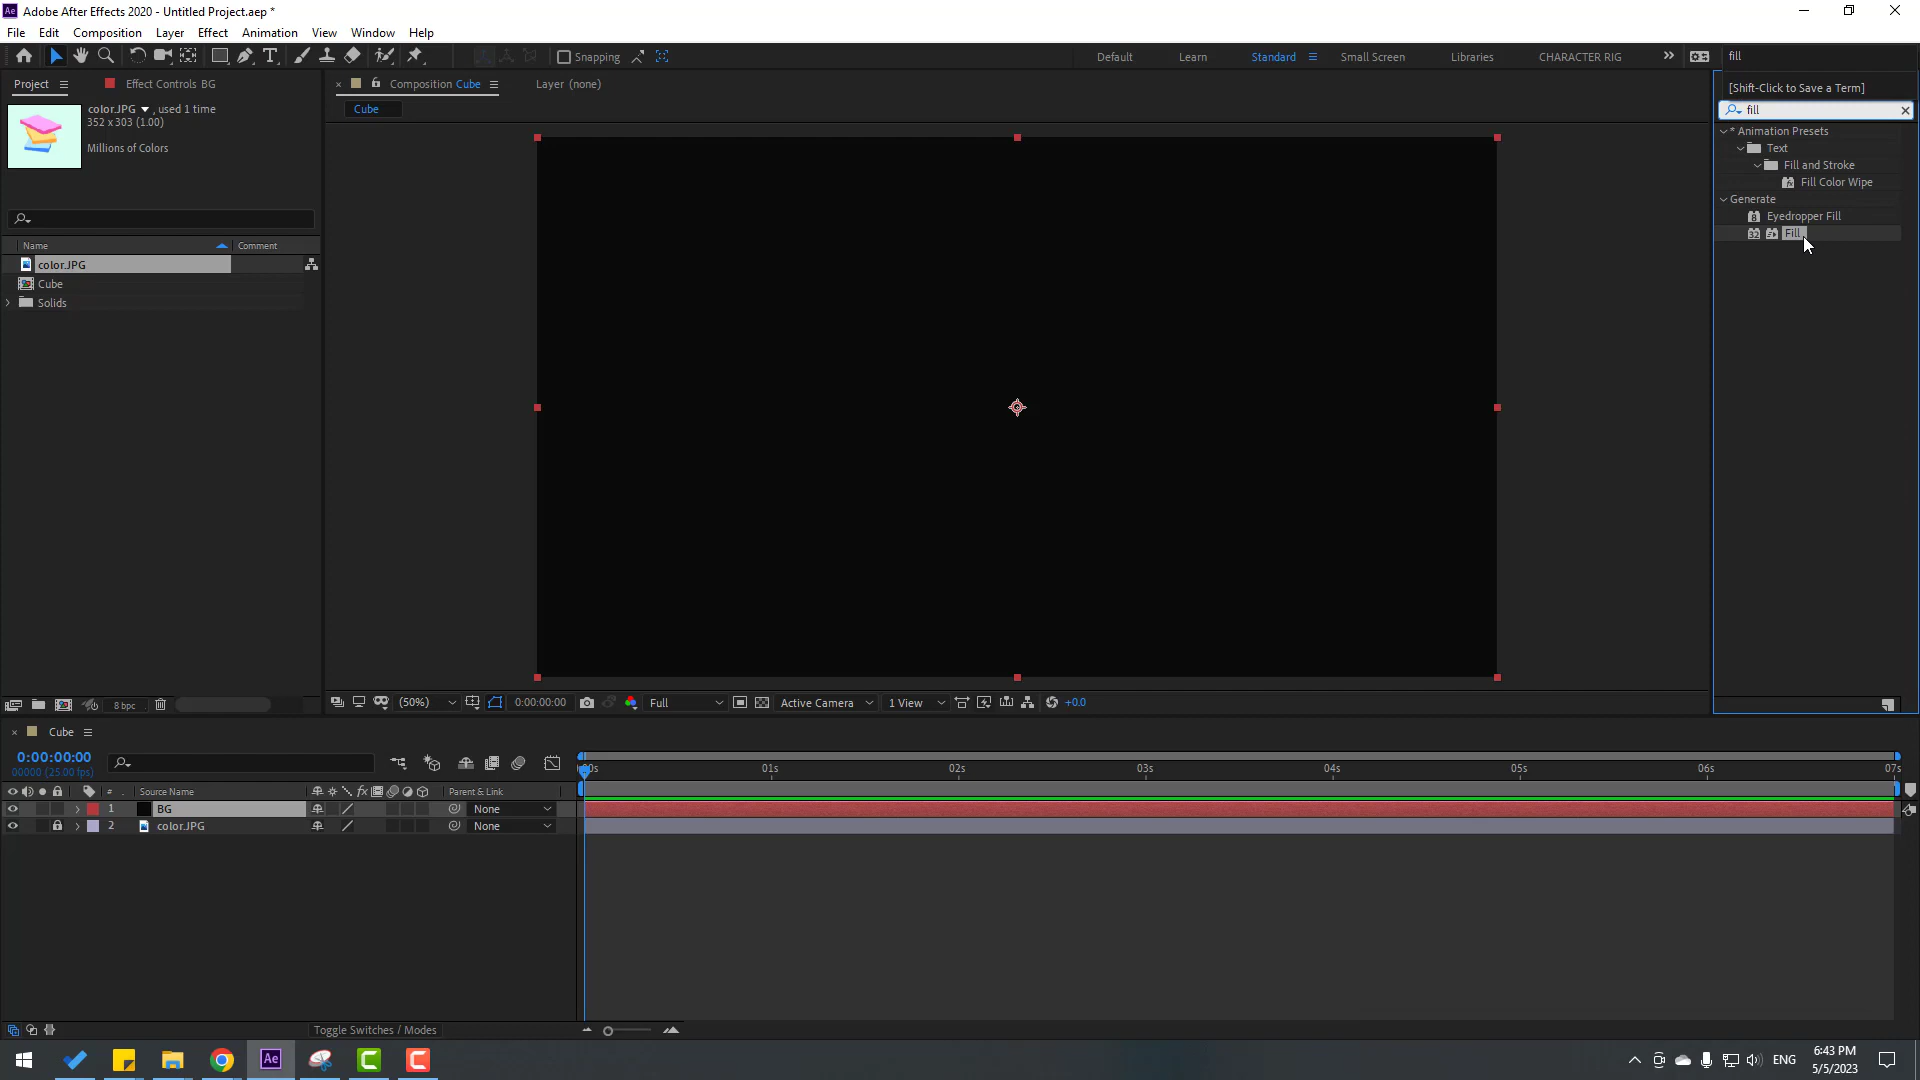 Adobe After Effects 2020 - Untitled Project.aep *
File Edit Composition Layer Effect Animation View Window Help
Snapping
Default Learn Standard Small Screen Libraries CHARACTER RIG
fill
Project
Effect Controls BG
color.JPG , used 1 time
352 x 303 (1.00)
Millions of Colors
Name Comment
color.JPG
Cube
Solids
8 bpc
Composition Cube
Layer (none)
Cube
(50%) 0:00:00:00 Full Active Camera 1 View +0.0
[Shift-Click to Save a Term]
fill
* Animation Presets
Text
Fill and Stroke
Fill Color Wipe
Generate
Eyedropper Fill
Fill
Cube
0:00:00:00
00000 (25.00 fps)
# Source Name Parent & Link
1 BG None
2 color.JPG None
00s 01s 02s 03s 04s 05s 06s 07s
Toggle Switches / Modes
ENG
6:43 PM
5/5/2023